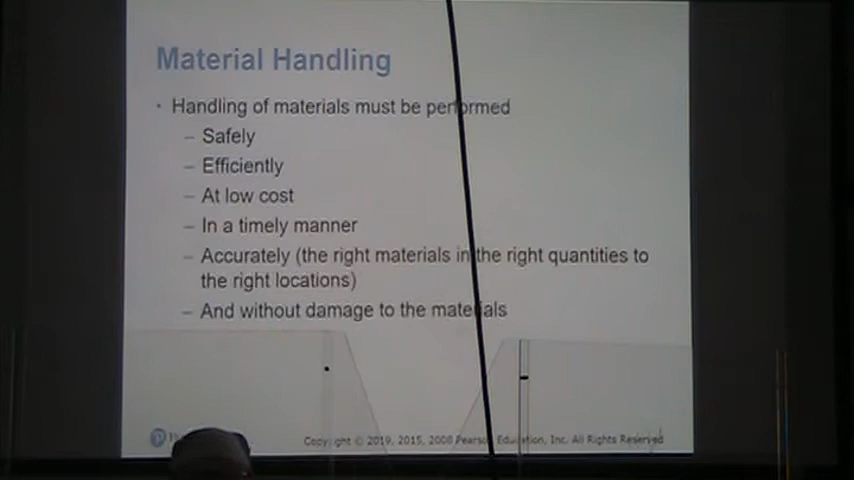 Material Handling
• Handling of materials must be performed
– Safely
– Efficiently
– At low cost
– In a timely manner
– Accurately (the right materials in the right quantities to
the right locations)
– And without damage to the materials
Copyright © 2019, 2015, 2008 Pearson Education, Inc. All Rights Reserved